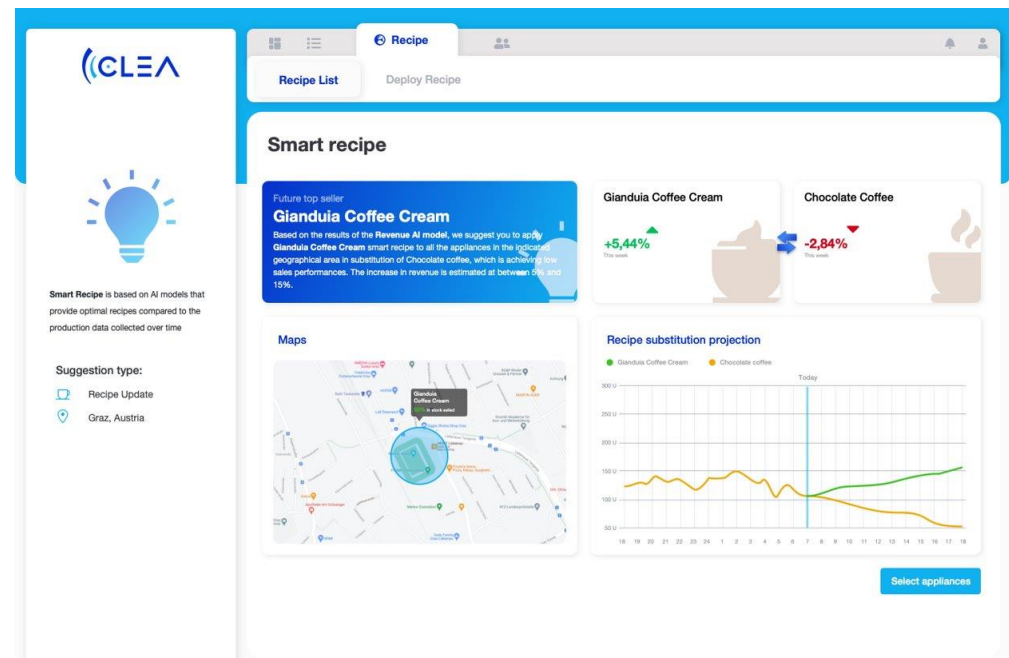 CLEA
Recipe
Recipe List
Deploy Recipe
Smart Recipe is based on AI models that
provide optimal recipes compared to the
production data collected over time
Suggestion type:
Recipe Update
Graz, Austria
Smart recipe
Future top seller
Gianduia Coffee Cream
Based on the results of the Revenue AI model, we suggest you to apply
Gianduia Coffee Cream smart recipe to all the appliances in the indicated
geographical area in substitution of Chocolate coffee, which is achieving low
sales performances. The increase in revenue is estimated at between 5% and
15%.
Gianduia Coffee Cream
+5,44%
This week
Chocolate Coffee
-2,84%
This week
Maps
Gianduia
Coffee Cream
in stock seller
Recipe substitution projection
Gianduia Coffee Cream
Chocolate coffee
Today
300 U
250 U
200 U
150 U
100 U
50 U
18 19 20 21 22 23 24 1 2 3 4 5 6 7 8 9 10 11 12 13 14 15 16 17 18
Select appliances